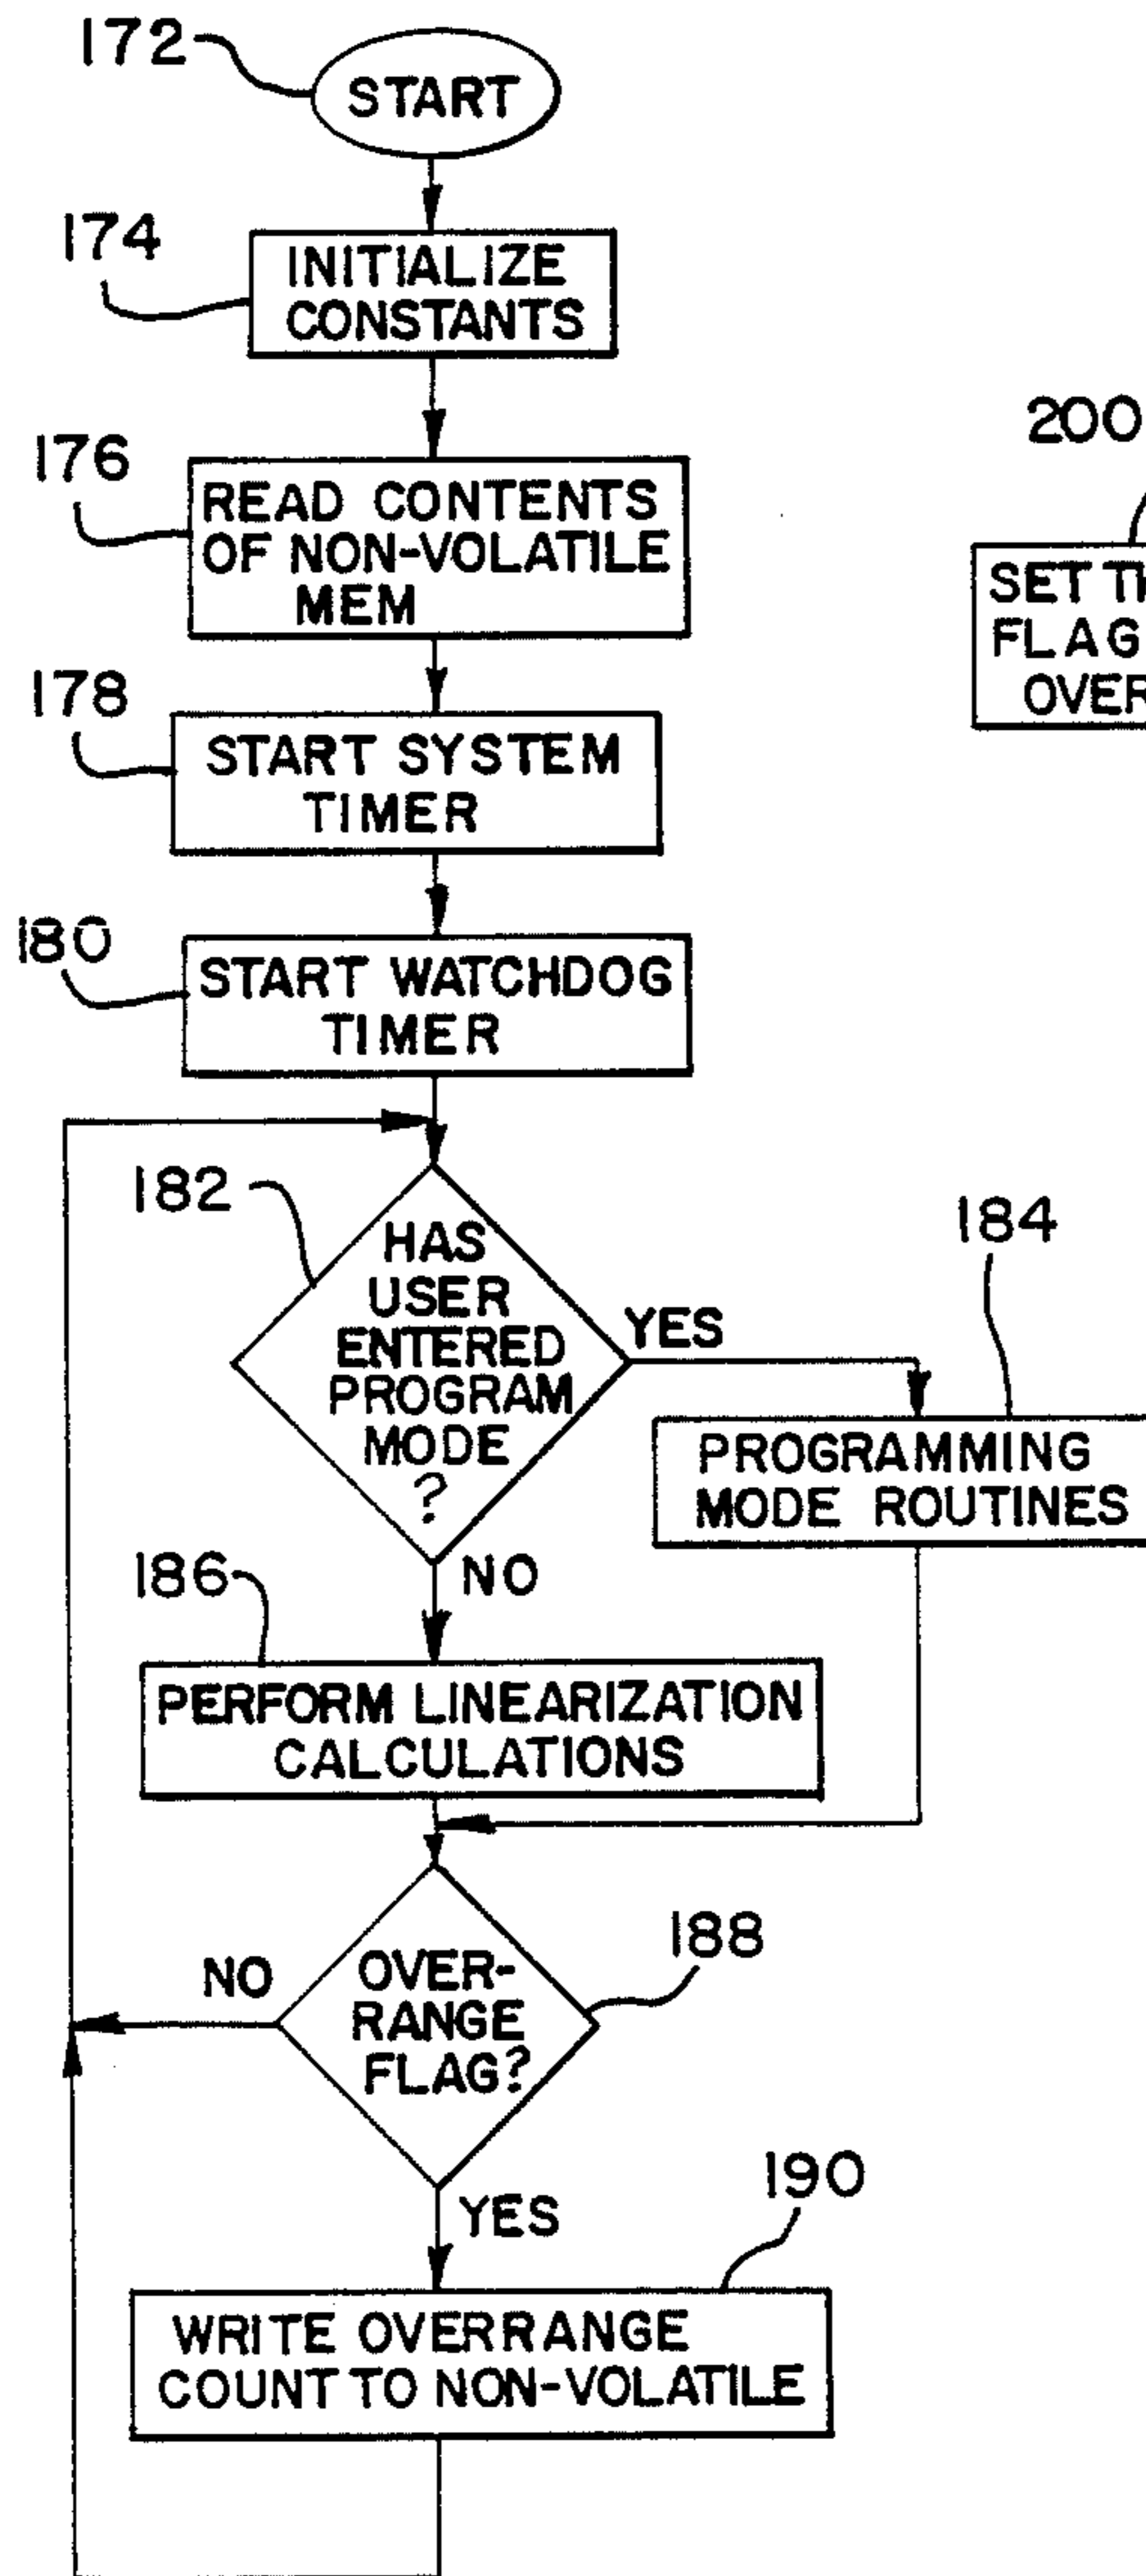 172
START
174
INITIALIZE
CONSTANTS
176
READ CONTENTS
OF NON-VOLATILE
MEM
178
START SYSTEM
TIMER
180
START WATCHDOG
TIMER
182
HAS
USER
ENTERED
PROGRAM
MODE
?
YES
184
PROGRAMMING
MODE ROUTINES
NO
186
PERFORM LINEARIZATION
CALCULATIONS
188
OVER-
RANGE
FLAG?
NO
YES
190
WRITE OVERRANGE
COUNT TO NON-VOLATILE
200
SET
FLAG